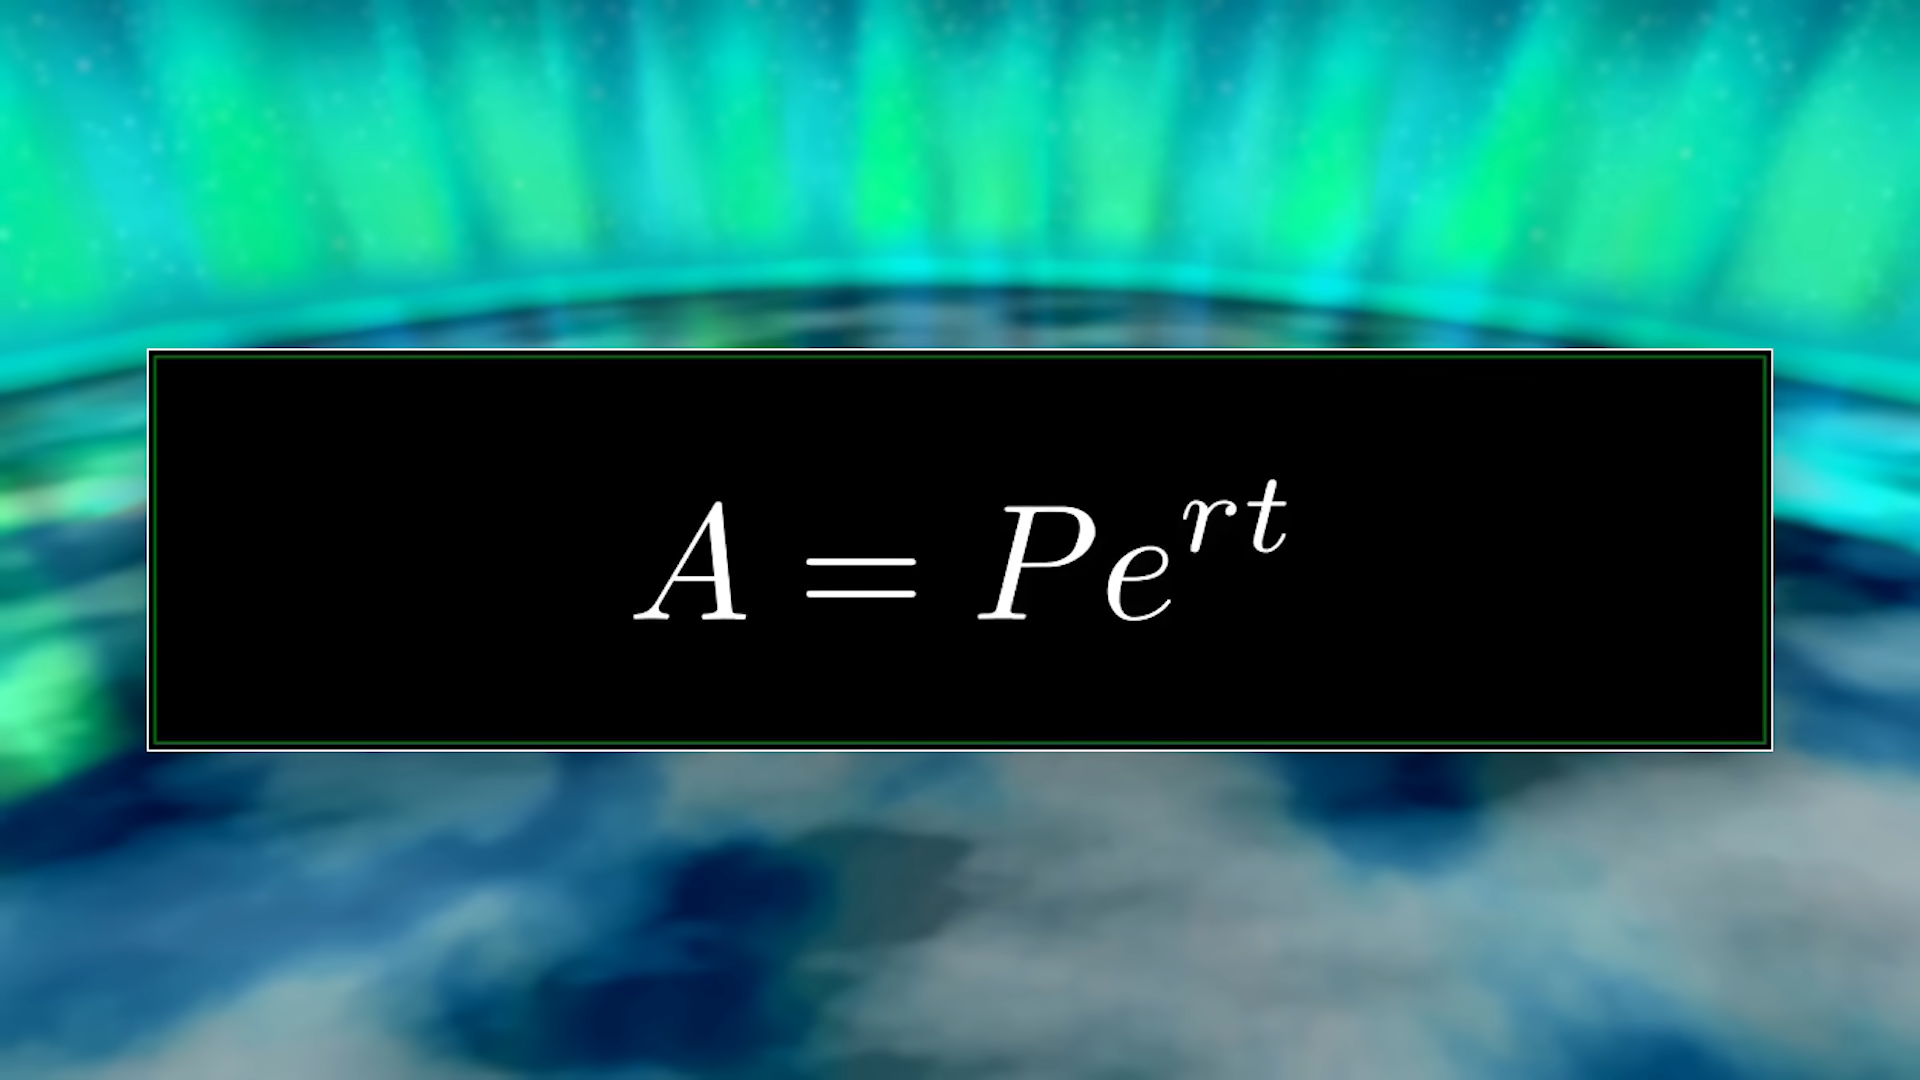 A = Pe^{rt}